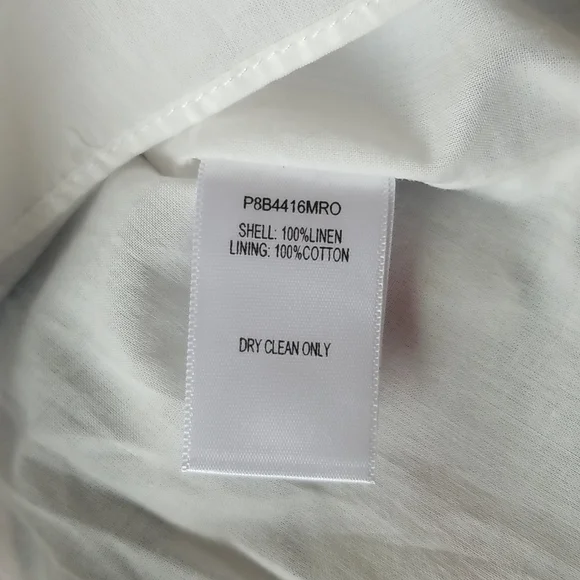 P8B4416MRO
SHELL: 100%LINEN
LINING: 100%COTTON
DRY CLEAN ONLY